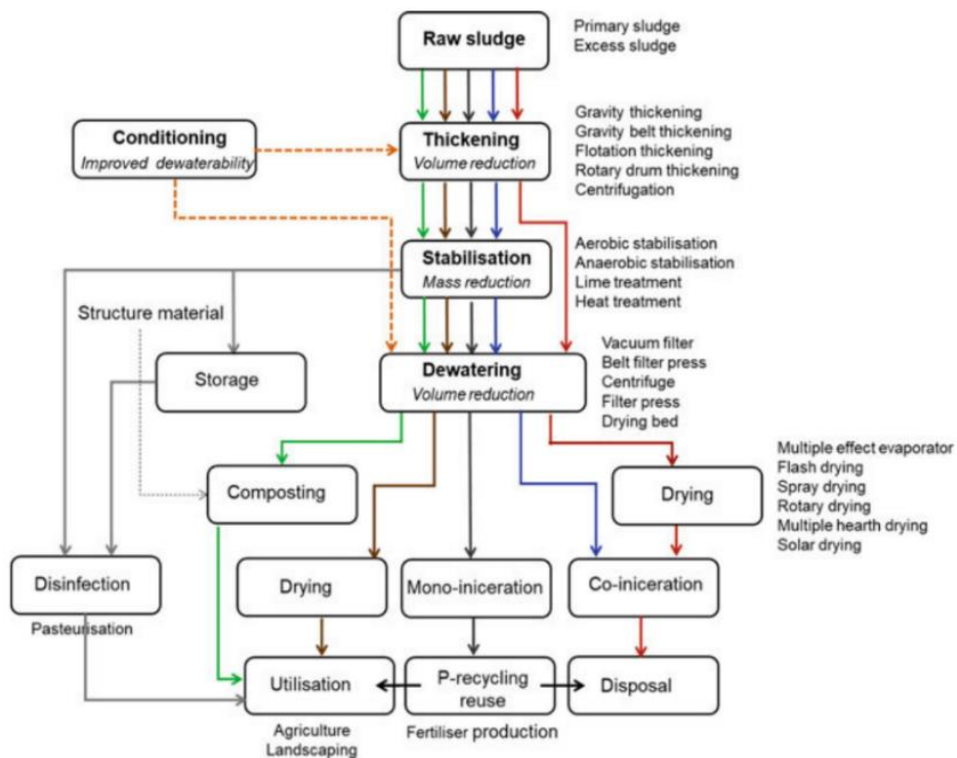 Raw sludge
Primary sludge
Excess sludge
Conditioning
Improved dewaterability
Thickening
Volume reduction
Gravity thickening
Gravity belt thickening
Flotation thickening
Rotary drum thickening
Centrifugation
Stabilisation
Mass reduction
Aerobic stabilisation
Anaerobic stabilisation
Lime treatment
Heat treatment
Structure material
Storage
Dewatering
Volume reduction
Vacuum filter
Belt filter press
Centrifuge
Filter press
Drying bed
Composting
Drying
Multiple effect evaporator
Flash drying
Spray drying
Rotary drying
Multiple hearth drying
Solar drying
Disinfection
Pasteurisation
Drying
Mono-iniceration
Co-iniceration
Utilisation
Agriculture
Landscaping
P-recycling
reuse
Fertiliser production
Disposal